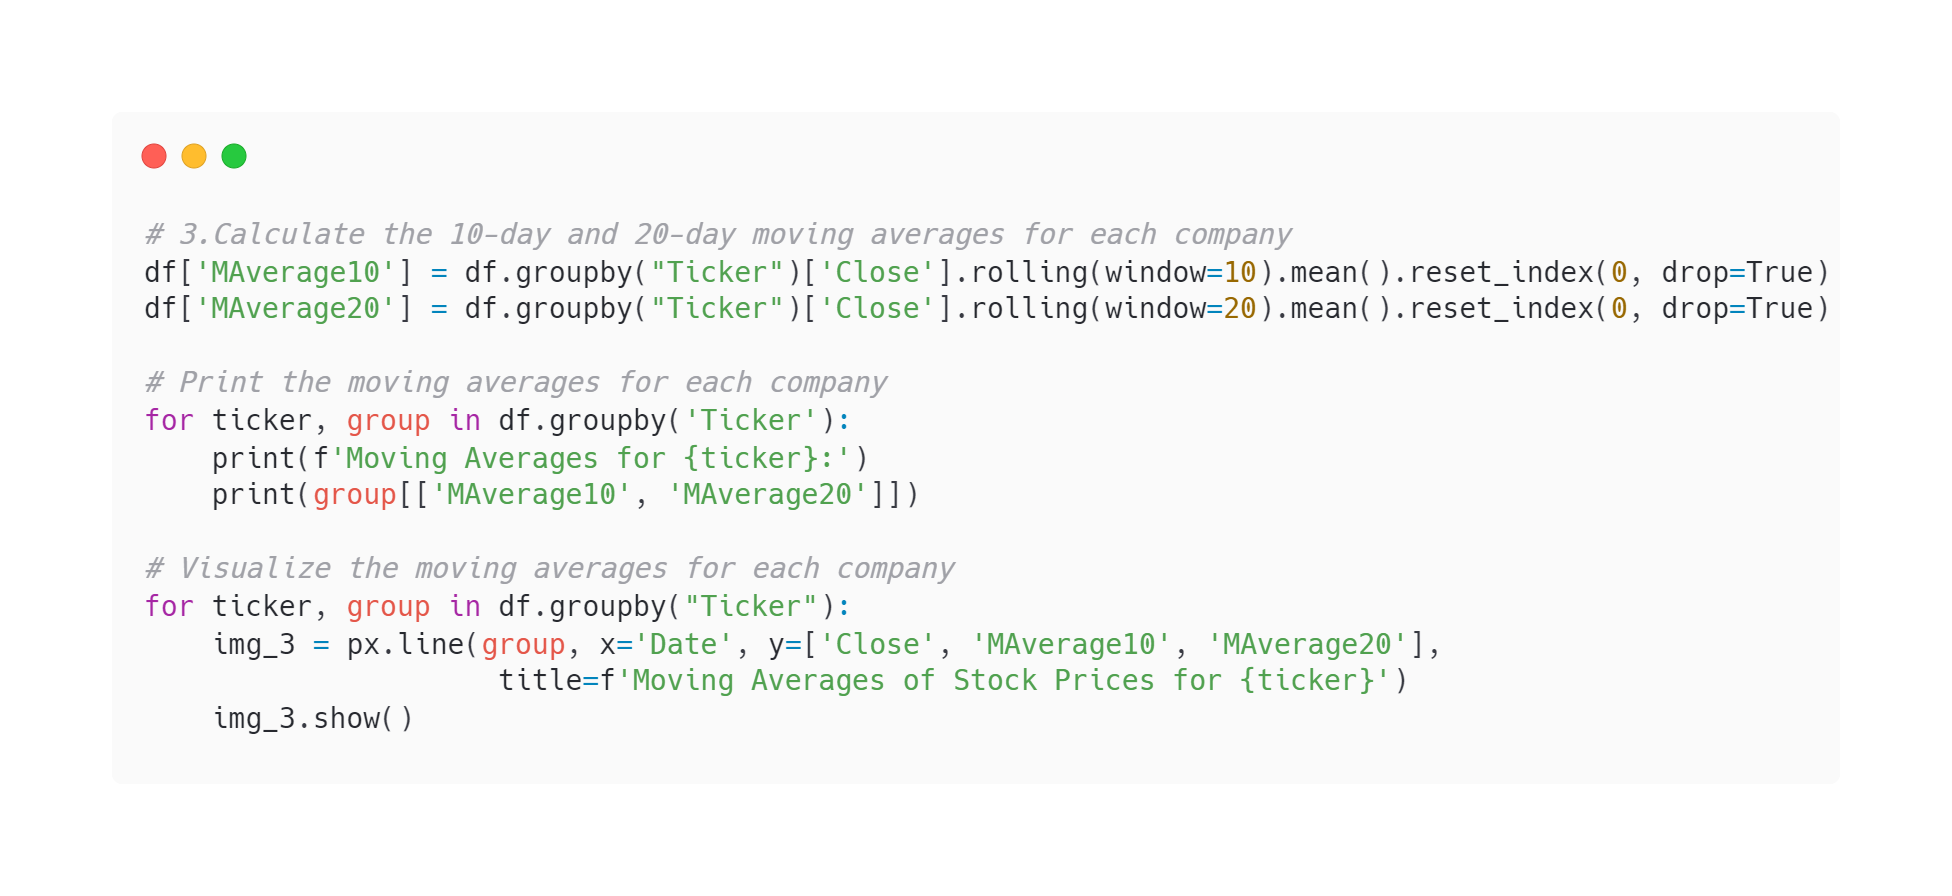 # 3.Calculate the 10-day and 20-day moving averages for each company
df['MAverage10'] = df.groupby("Ticker")['Close'].rolling(window=10).mean().reset_index(0, drop=True)
df['MAverage20'] = df.groupby("Ticker")['Close'].rolling(window=20).mean().reset_index(0, drop=True)

# Print the moving averages for each company
for ticker, group in df.groupby('Ticker'):
    print(f'Moving Averages for {ticker}:')
    print(group[['MAverage10', 'MAverage20']])

# Visualize the moving averages for each company
for ticker, group in df.groupby("Ticker"):
    img_3 = px.line(group, x='Date', y=['Close', 'MAverage10', 'MAverage20'],
                     title=f'Moving Averages of Stock Prices for {ticker}')
    img_3.show()